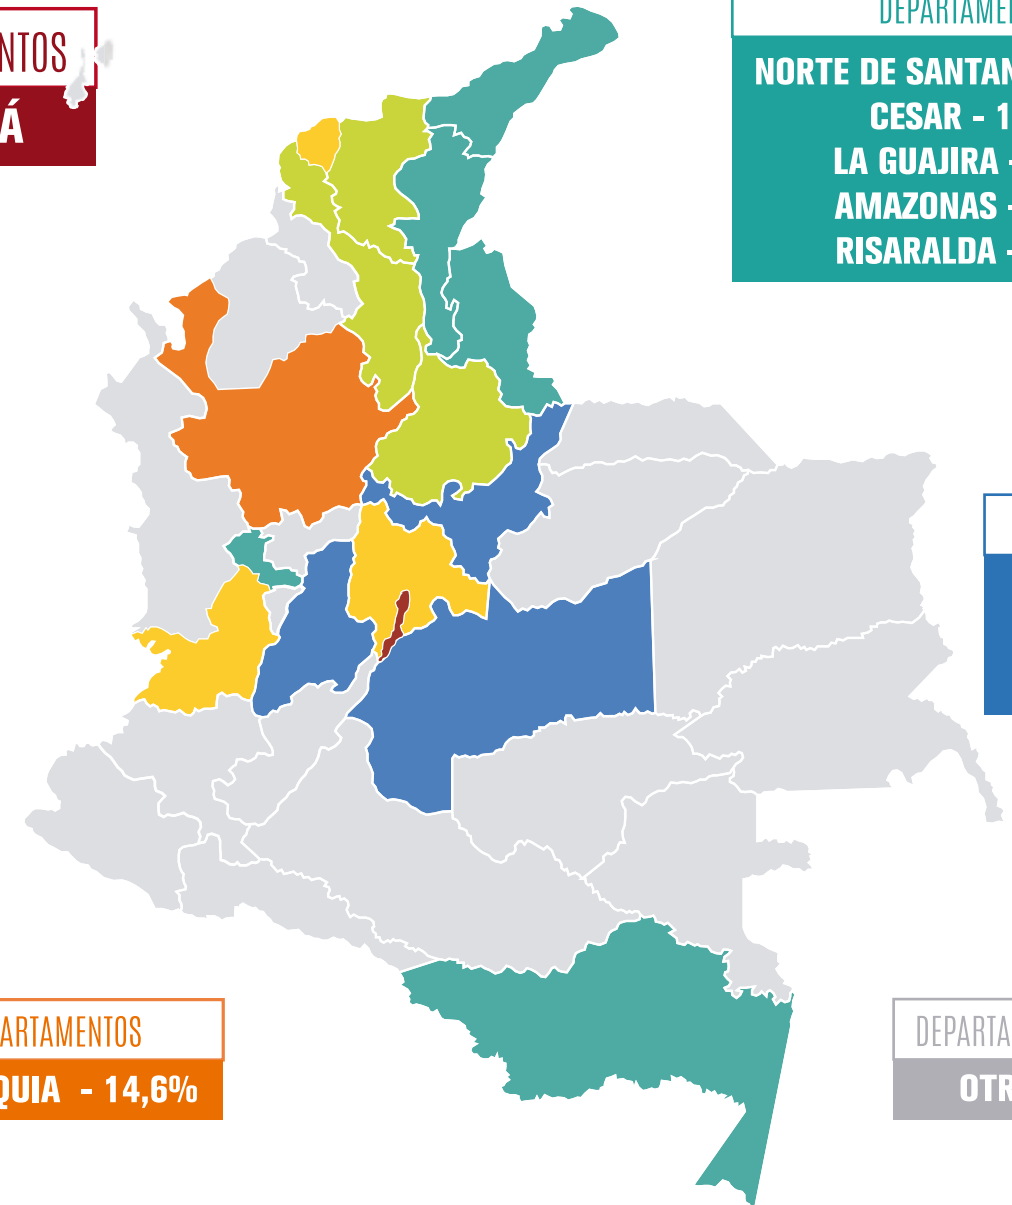 NTOS
Á
DEPARTAME
NORTE DE SANTAN
CESAR - 1
LA GUAJIRA -
AMAZONAS -
RISARALDA -
ARTAMENTOS
QUIA - 14,6%
DEPARTA
OTR